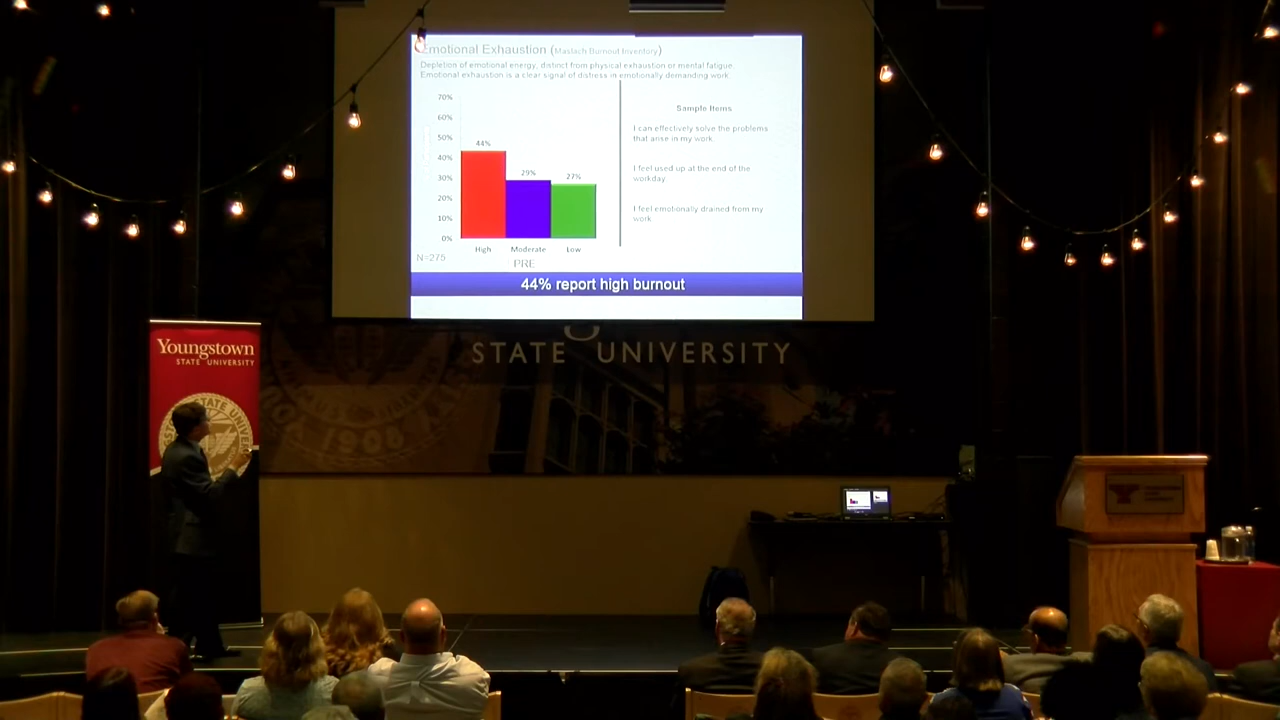 Emotional Exhaustion (Maslach Burnout Inventory)
Depletion of emotional energy, distinct from physical exhaustion or mental fatigue.
Emotional exhaustion is a clear signal of distress in emotionally demanding work.
70%
60%
50%
40%
30%
20%
10%
0%
44%
29%
27%
High
Moderate
Low
N=275
PRE
Sample Items
I can effectively solve the problems
that arise in my work.
I feel used up at the end of the
workday
I feel emotionally drained from my
work
44% report high burnout
STATE UNIVERSITY
1908
Youngstown
STATE UNIVERSITY
STATE UNIVER